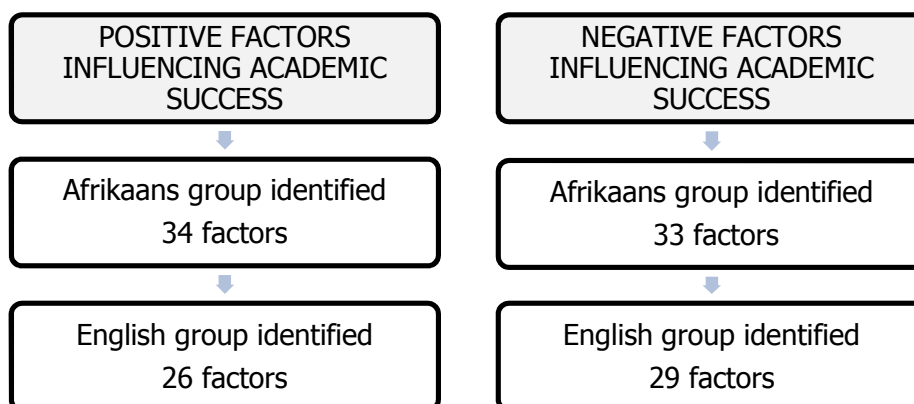 POSITIVE FACTORS
INFLUENCING ACADEMIC
SUCCESS
Afrikaans group identified
34 factors
English group identified
26 factors
NEGATIVE FACTORS
INFLUENCING ACADEMIC
SUCCESS
Afrikaans group identified
33 factors
English group identified
29 factors